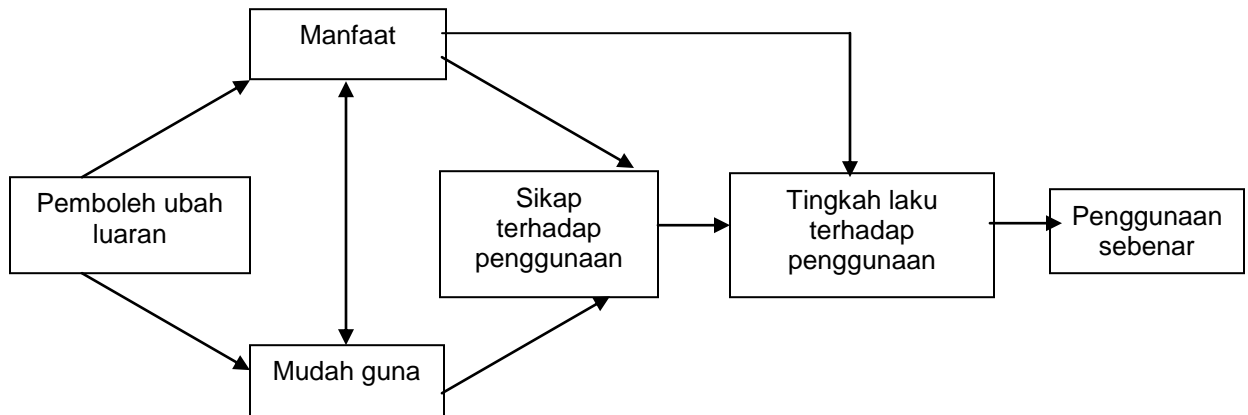 Manfaat
Pemboleh ubah
luaran
Mudah guna
Sikap
terhadap
penggunaan
Tingkah laku
terhadap
penggunaan
Penggunaan
sebenar